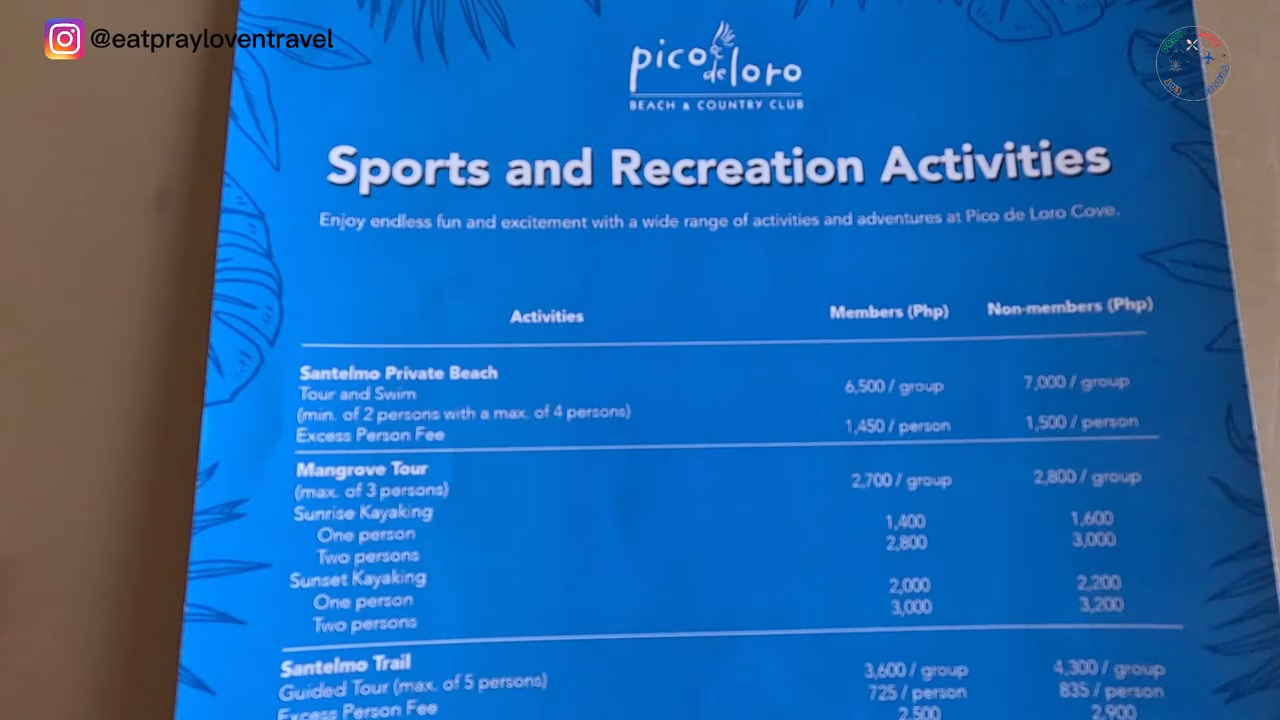 @eatprayloventravel
pico de loro
BEACH & COUNTRY CLUB
Sports and Recreation Activities
Enjoy endless fun and excitement with a wide range of activities and adventures at Pico de Loro Cove.
Activities Members (Php) Non-members (Php)
Santelmo Private Beach
Tour and Swim 6,500 / group 7,000 / group
(min. of 2 persons with a max. of 4 persons)
Excess Person Fee 1,450 / person 1,500 / person
Mangrove Tour
(max. of 3 persons) 2,700 / group 2,800 / group
Sunrise Kayaking
One person 1,400 1,600
Two persons 2,800 3,000
Sunset Kayaking
One person 2,000 2,200
Two persons 3,000 3,200
Santelmo Trail
Guided Tour (max. of 5 persons) 3,600 / group 4,300 / group
Excess Person Fee 725 / person 835 / person
2,500 2,900